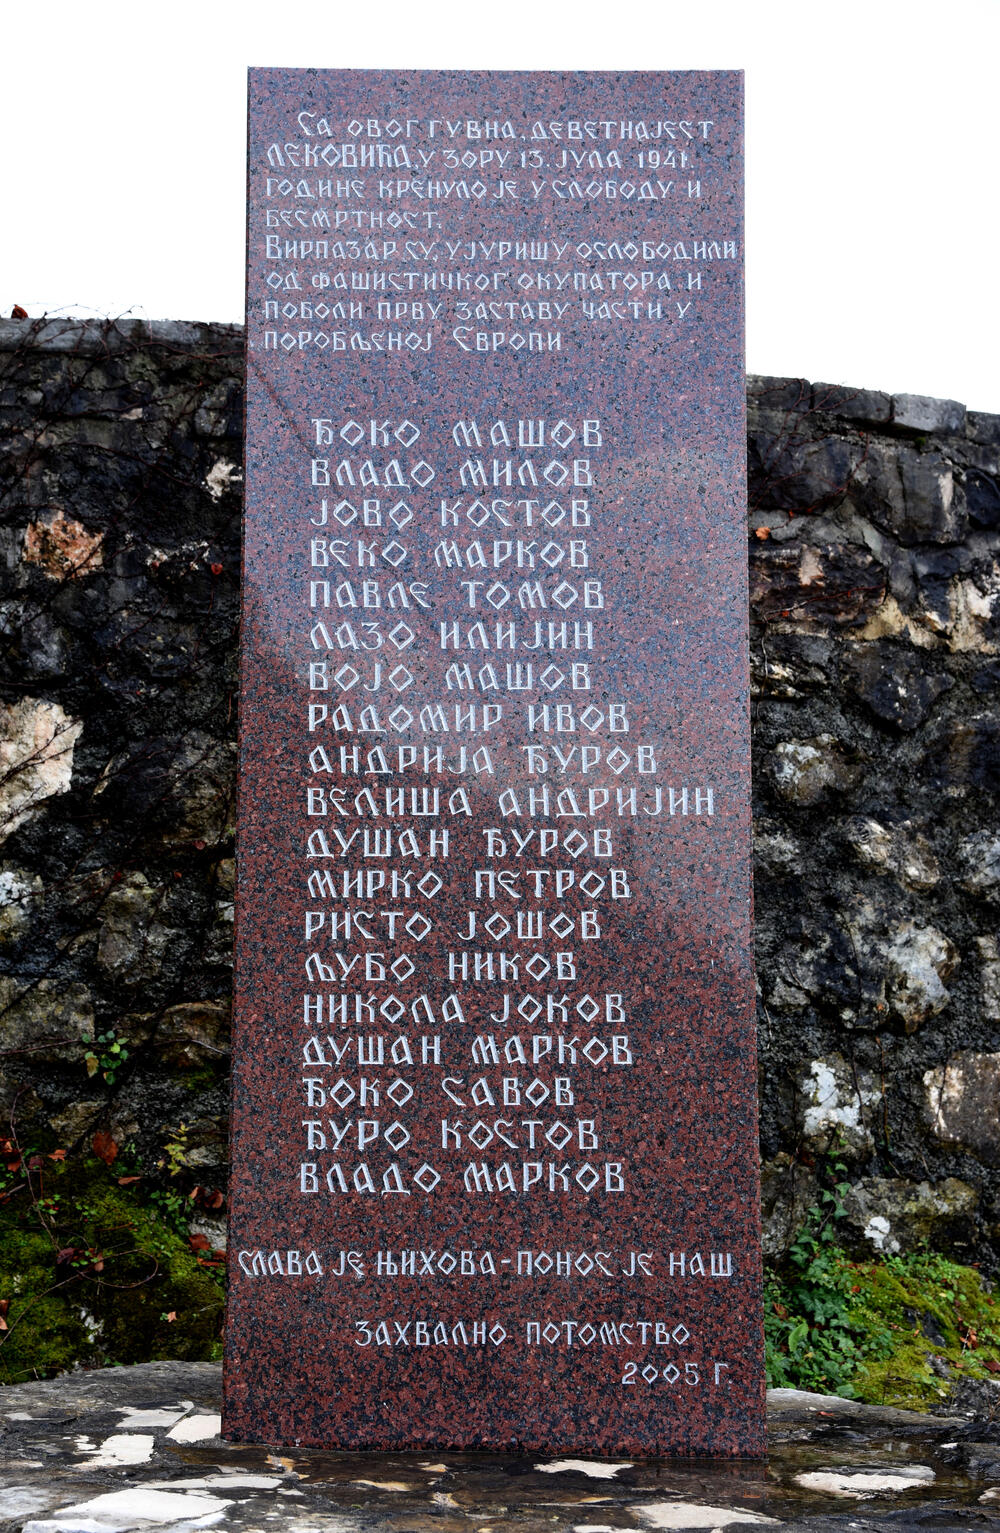 Са овог гувна, деветнајест
лековића, у зору 13. јула 1941.
године кренуло је у слободу и
бесмртност.
Вирпазар су, у јуришу ослободили
од фашистичког окупатора и
поболи прву заставу части у
поробљеној Европи
ЂОКО МАШОВ
ВЛАДО МИЛОВ
ЈОВО КОСТОВ
ВЕКО МАРКОВ
ПАВЛЕ ТОМОВ
ЛАЗО ИЛИЈИН
ВОЈО МАШОВ
РАДОМИР ИВОВ
АНДРИЈА ЂУРОВ
ВЕЛИША АНДРИЈИН
ДУШАН ЂУРОВ
МИРКО ПЕТРОВ
РИСТО ЈОШОВ
ЉУБО НИКОВ
НИКОЛА ЈОКОВ
ДУШАН МАРКОВ
ЂОКО САВОВ
ЂУРО КОСТОВ
ВЛАДО МАРКОВ
СЛАВА ЈЕ ЊИХОВА-ПОНОС ЈЕ НАШ
ЗАХВАЛНО ПОТОМСТВО
2005 Г.